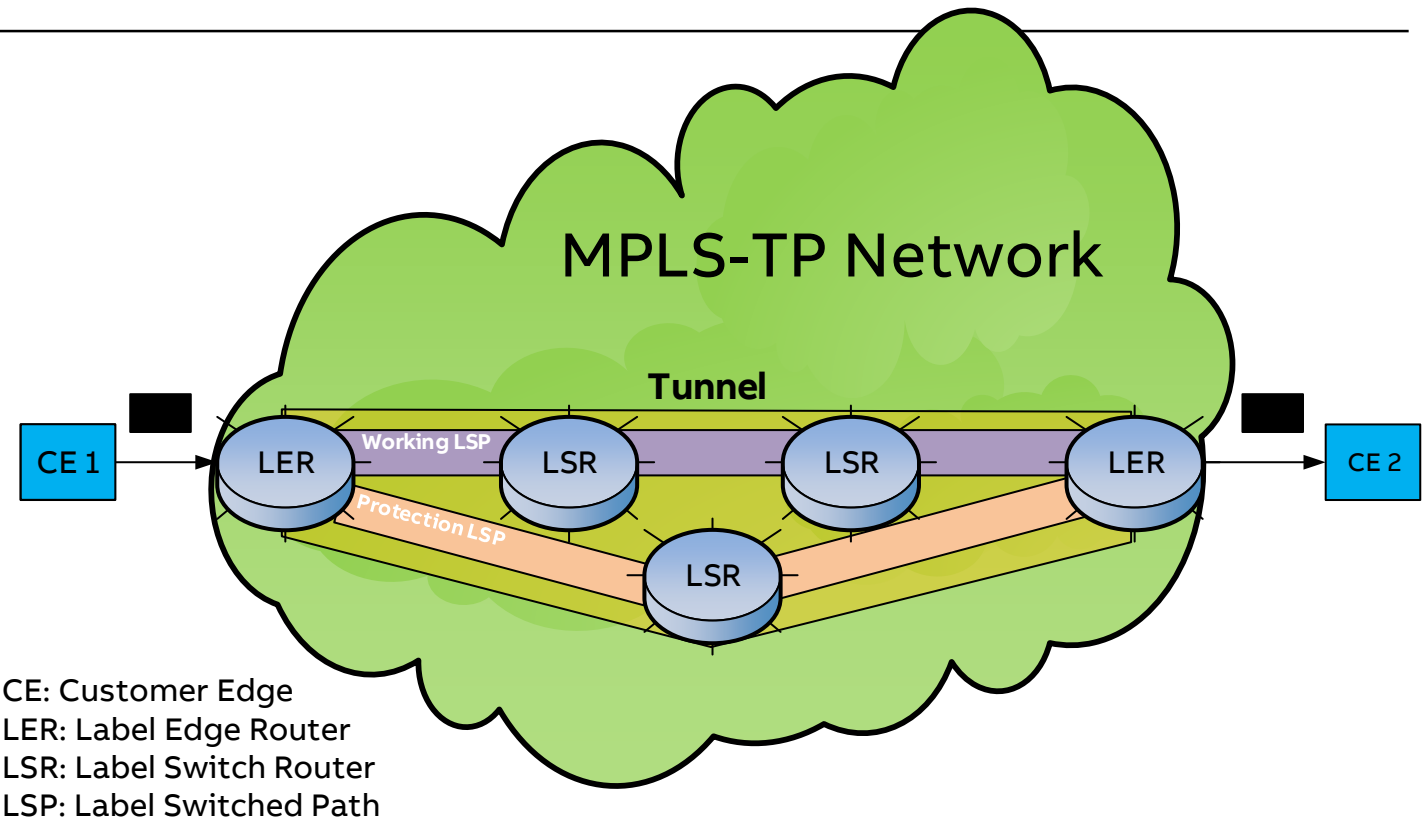 MPLS-TP Network
Tunnel
Working LSP
CE 1
LER
LSR
LSR
LER
CE 2
Protection LSP
LSR
CE: Customer Edge
LER: Label Edge Router
LSR: Label Switch Router
LSP: Label Switched Path